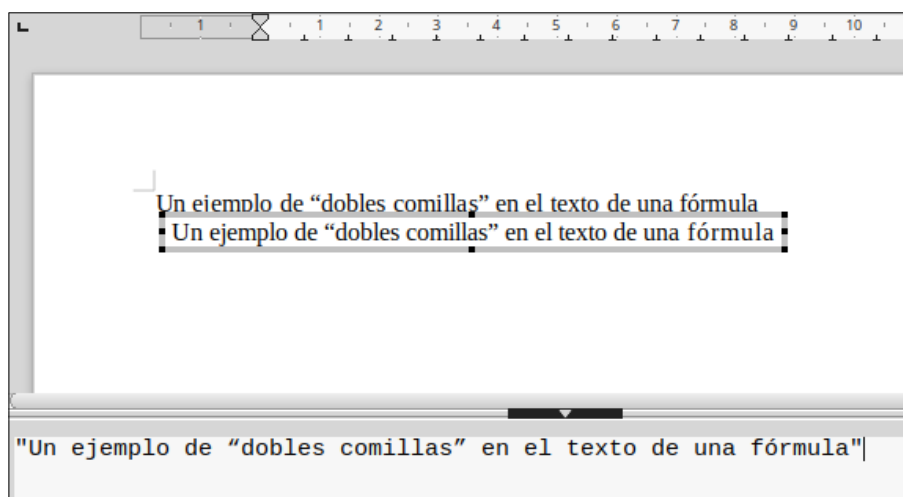 1 1 2 3 4 5 6 7 8 9 10
Un ejemplo de “dobles comillas” en el texto de una fórmula
Un ejemplo de “dobles comillas” en el texto de una fórmula
"Un ejemplo de “dobles comillas” en el texto de una fórmula"